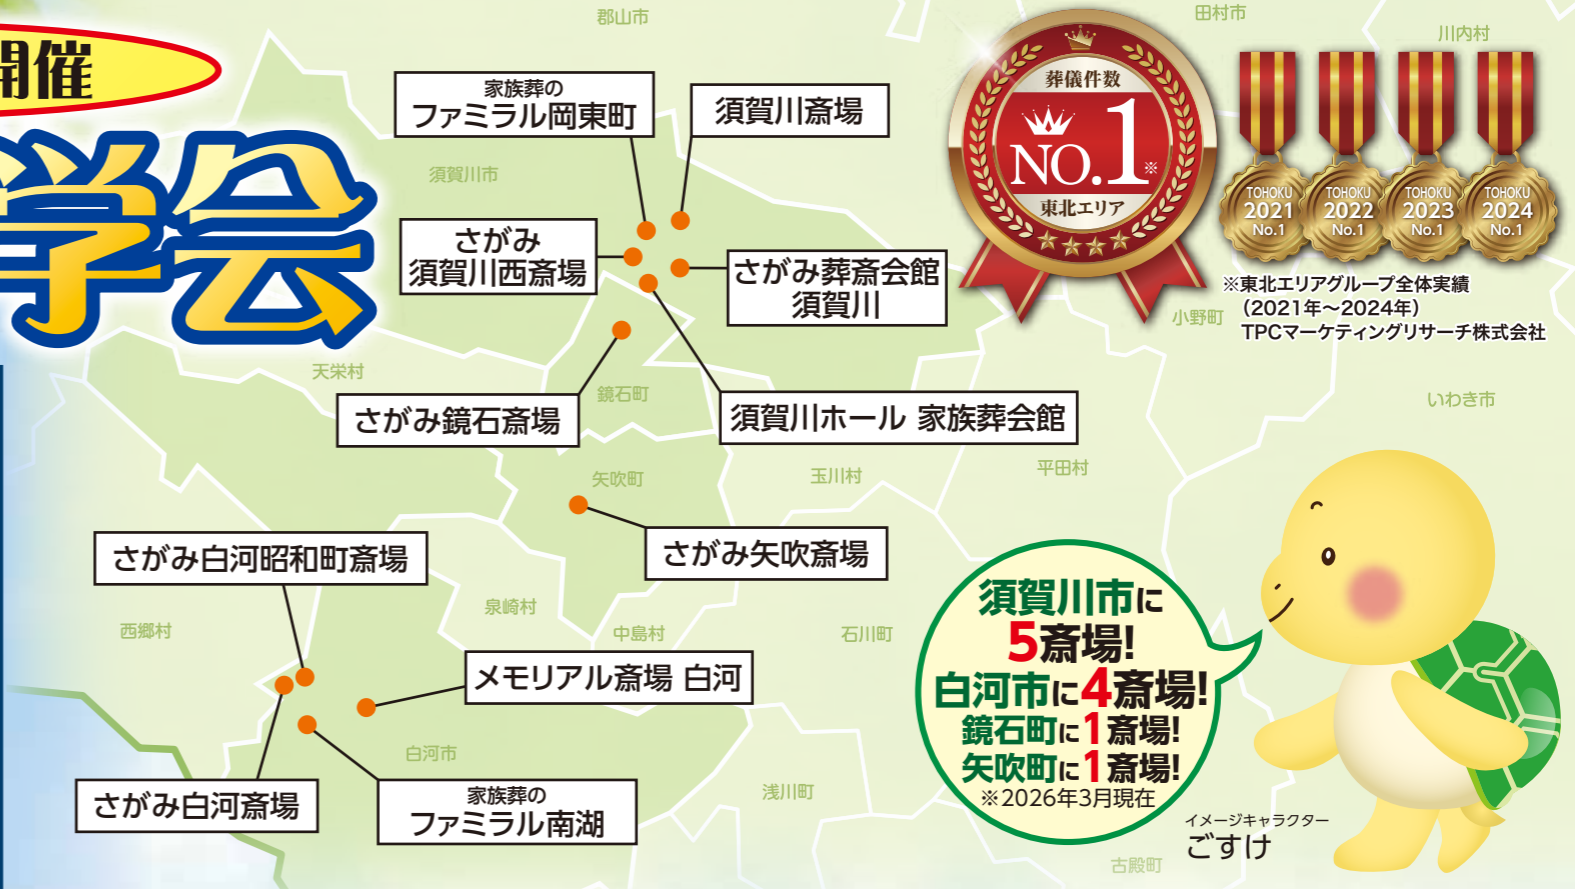 開催
学会
郡山市
田村市
川内村
須賀川市
天栄村
鏡石町
矢吹町
玉川村
平田村
小野町
いわき市
西郷村
泉崎村
中島村
石川町
白河市
浅川町
古殿町
家族葬の
ファミラル岡東町
須賀川斎場
さがみ
須賀川西斎場
さがみ葬斎会館
須賀川
さがみ鏡石斎場
須賀川ホール 家族葬会館
さがみ矢吹斎場
さがみ白河昭和町斎場
メモリアル斎場 白河
さがみ白河斎場
家族葬の
ファミラル南湖
葬儀件数
NO.1※
東北エリア
TOHOKU
2021
No.1
TOHOKU
2022
No.1
TOHOKU
2023
No.1
TOHOKU
2024
No.1
※東北エリアグループ全体実績
（2021年～2024年）
TPCマーケティングリサーチ株式会社
須賀川市に
5斎場!
白河市に4斎場!
鏡石町に1斎場!
矢吹町に1斎場!
※2026年3月現在
イメージキャラクター
ごすけ